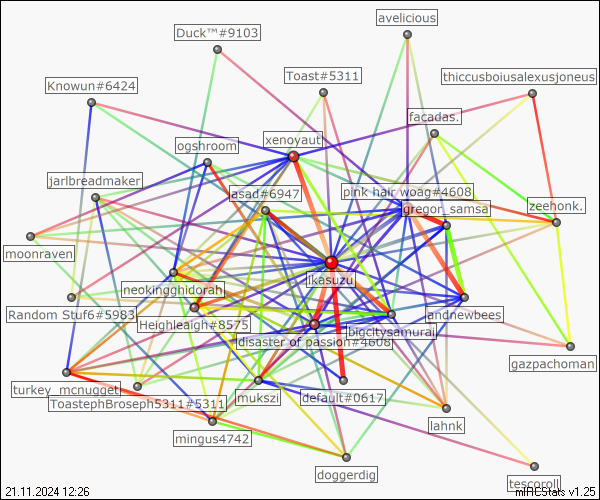 avelicious
Duck™#9103
Toast#5311
thiccusboiusalexusjoneus
Knowun#6424
facadas.
xenoyaut
ogshroom
jarlbreadmaker
asad#6947
pink hair woag#4608
gregor_samsa
zeehonk.
moonraven
ikasuzu
neokingghidorah
Random Stuf6#5983
Heighleaigh#8575
bigcitysamurai
andnewbees
disaster of passion#4608
gazpachoman
turkey_mcnugget
ToastephBroseph5311#5311
mukszi
default#0617
lahnk
mingus4742
doggerdig
tescoroll
21.11.2024 12:26
mIRCStats v1.25